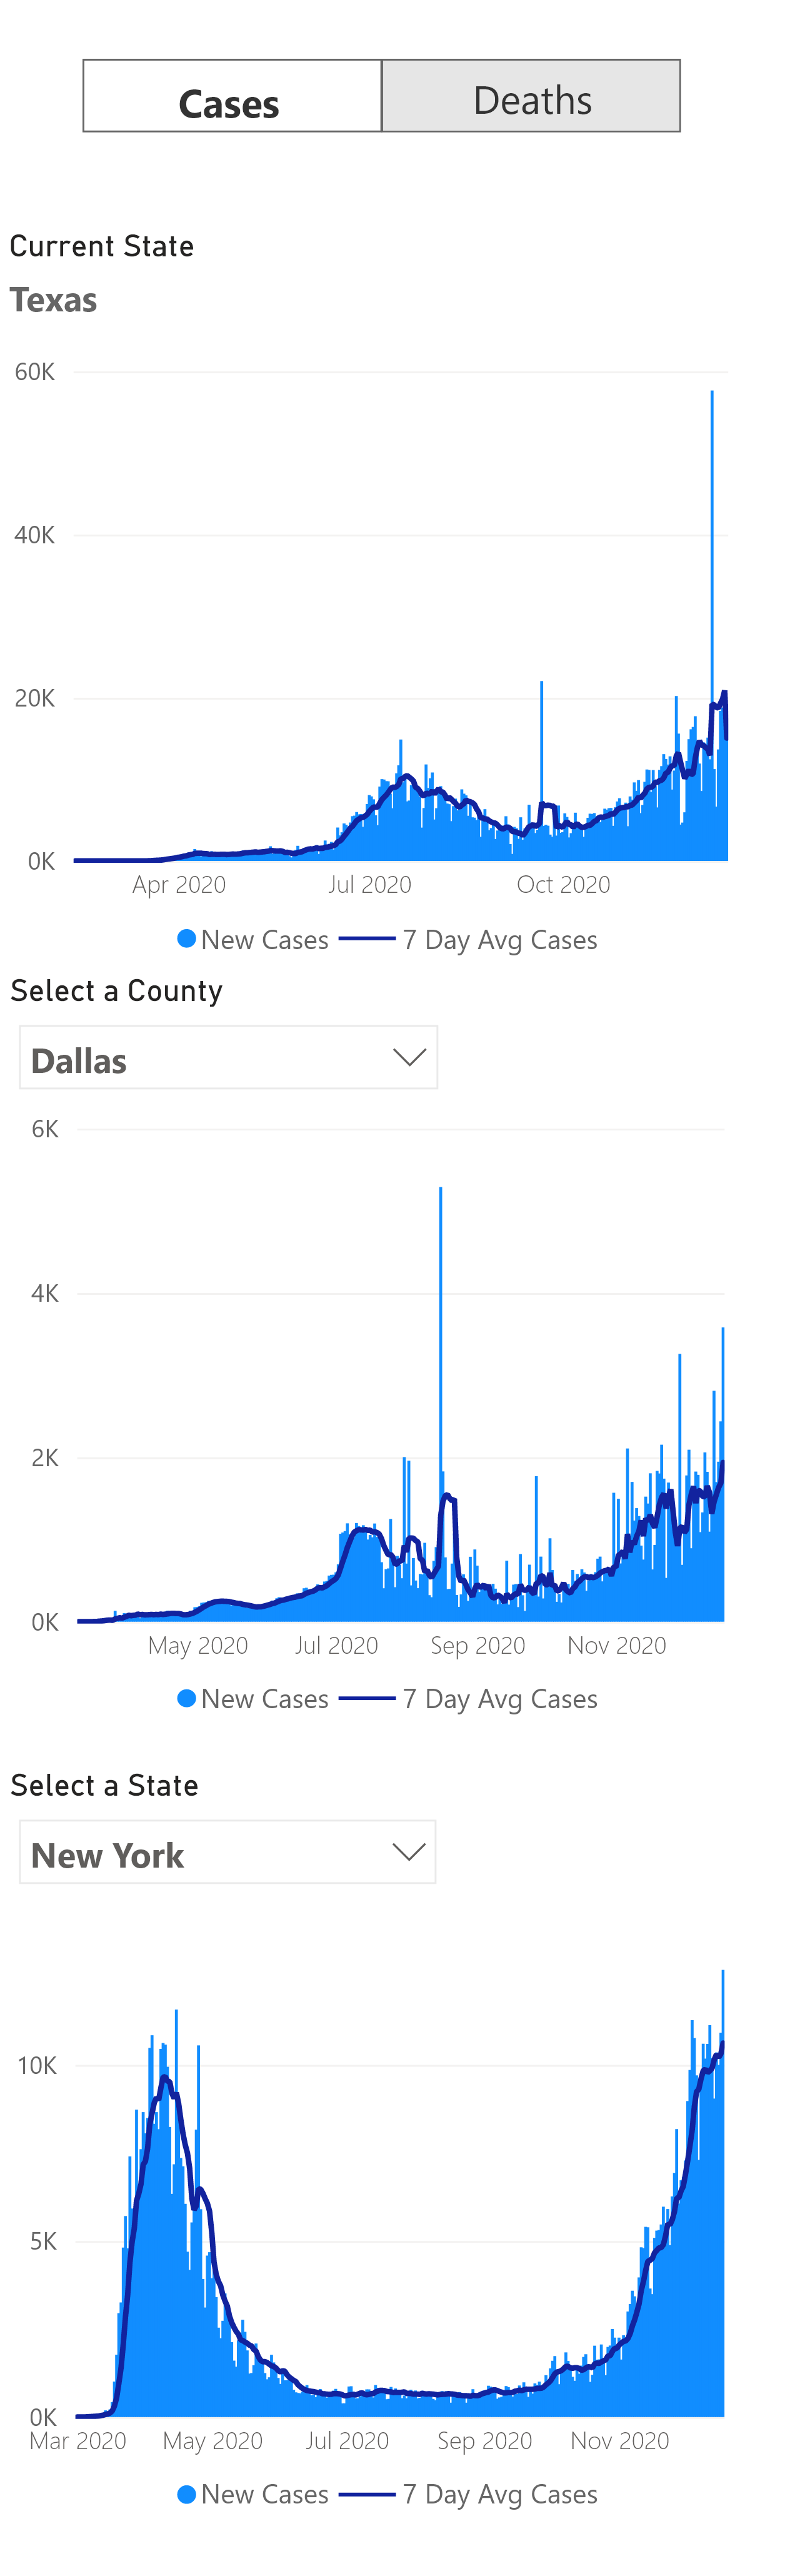 Cases Deaths
Current State
Texas
60K
40K
20K
0K
Apr 2020 Jul 2020 Oct 2020
New Cases 7 Day Avg Cases
Select a County
Dallas
6K
4K
2K
0K
May 2020 Jul 2020 Sep 2020 Nov 2020
New Cases 7 Day Avg Cases
Select a State
New York
10K
5K
0K
Mar 2020 May 2020 Jul 2020 Sep 2020 Nov 2020
New Cases 7 Day Avg Cases